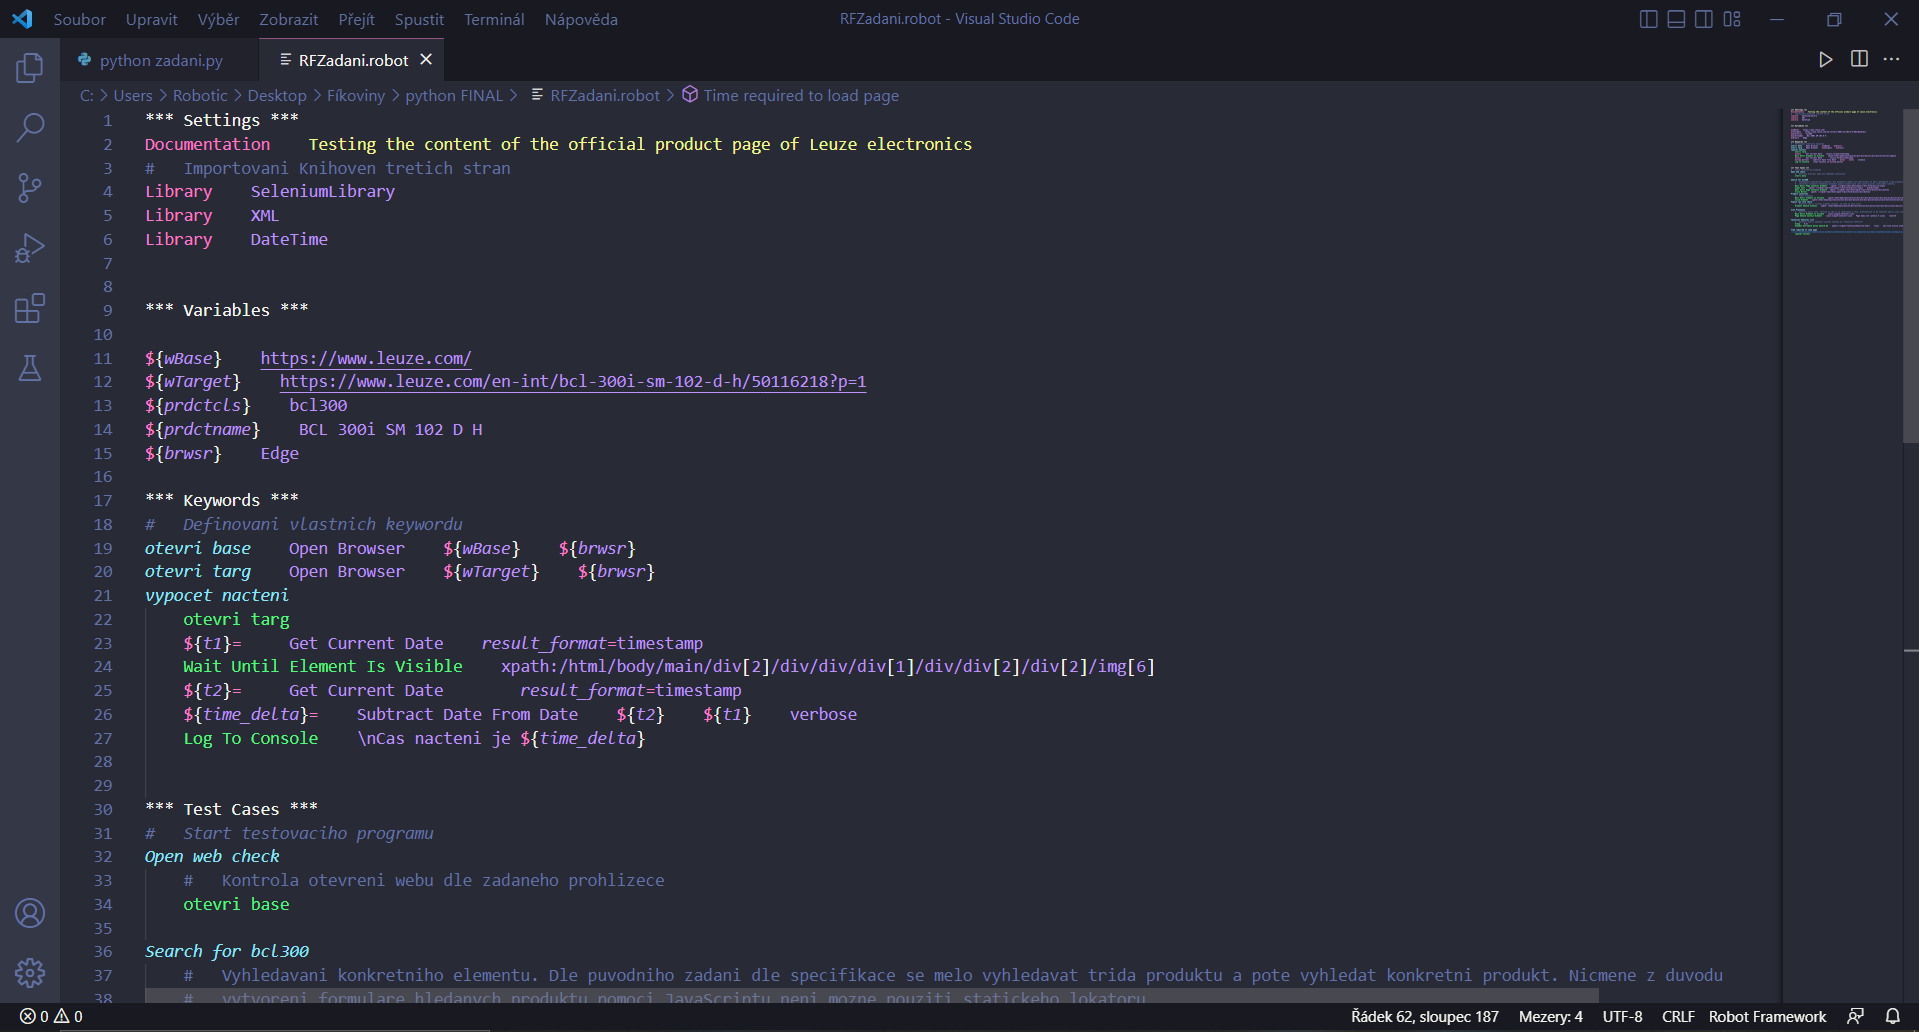 Soubor Upravit Výběr Zobrazit Přejít Spustit Terminál Nápověda RFZadani.robot - Visual Studio Code
python zadani.py RFZadani.robot
C: > Users > Robotic > Desktop > Fíkoviny > python FINAL > RFZadani.robot > Time required to load page
1 *** Settings ***
2 Documentation    Testing the content of the official product page of Leuze electronics
3 #   Importovani Knihoven tretich stran
4 Library    SeleniumLibrary
5 Library    XML
6 Library    DateTime
7
8
9 *** Variables ***
10
11 ${wBase}    https://www.leuze.com/
12 ${wTarget}    https://www.leuze.com/en-int/bcl-300i-sm-102-d-h/50116218?p=1
13 ${prdctcls}    bcl300
14 ${prdctname}    BCL 300i SM 102 D H
15 ${brwsr}    Edge
16
17 *** Keywords ***
18 #   Definovani vlastnich keywordu
19 otevri base    Open Browser    ${wBase}    ${brwsr}
20 otevri targ    Open Browser    ${wTarget}    ${brwsr}
21 vypocet nacteni
22     otevri targ
23     ${t1}=     Get Current Date    result_format=timestamp
24     Wait Until Element Is Visible    xpath:/html/body/main/div[2]/div/div/div[1]/div/div[2]/div[2]/img[6]
25     ${t2}=     Get Current Date        result_format=timestamp
26     ${time_delta}=    Subtract Date From Date    ${t2}    ${t1}    verbose
27     Log To Console    \nCas nacteni je ${time_delta}
28
29
30 *** Test Cases ***
31 #   Start testovaciho programu
32 Open web check
33     #   Kontrola otevreni webu dle zadaneho prohlizece
34     otevri base
35
36 Search for bcl300
37     #   Vyhledavani konkretniho elementu. Dle puvodniho zadani dle specifikace se melo vyhledavat trida produktu a pote vyhledat konkretni produkt. Nicmene z duvodu
38     #   vytvoreni formulare hledanych produktu pomoci JavaScriptu neni mozne pouziti statickeho lokatoru
0 0 Řádek 62, sloupec 187 Mezery: 4 UTF-8 CRLF Robot Framework